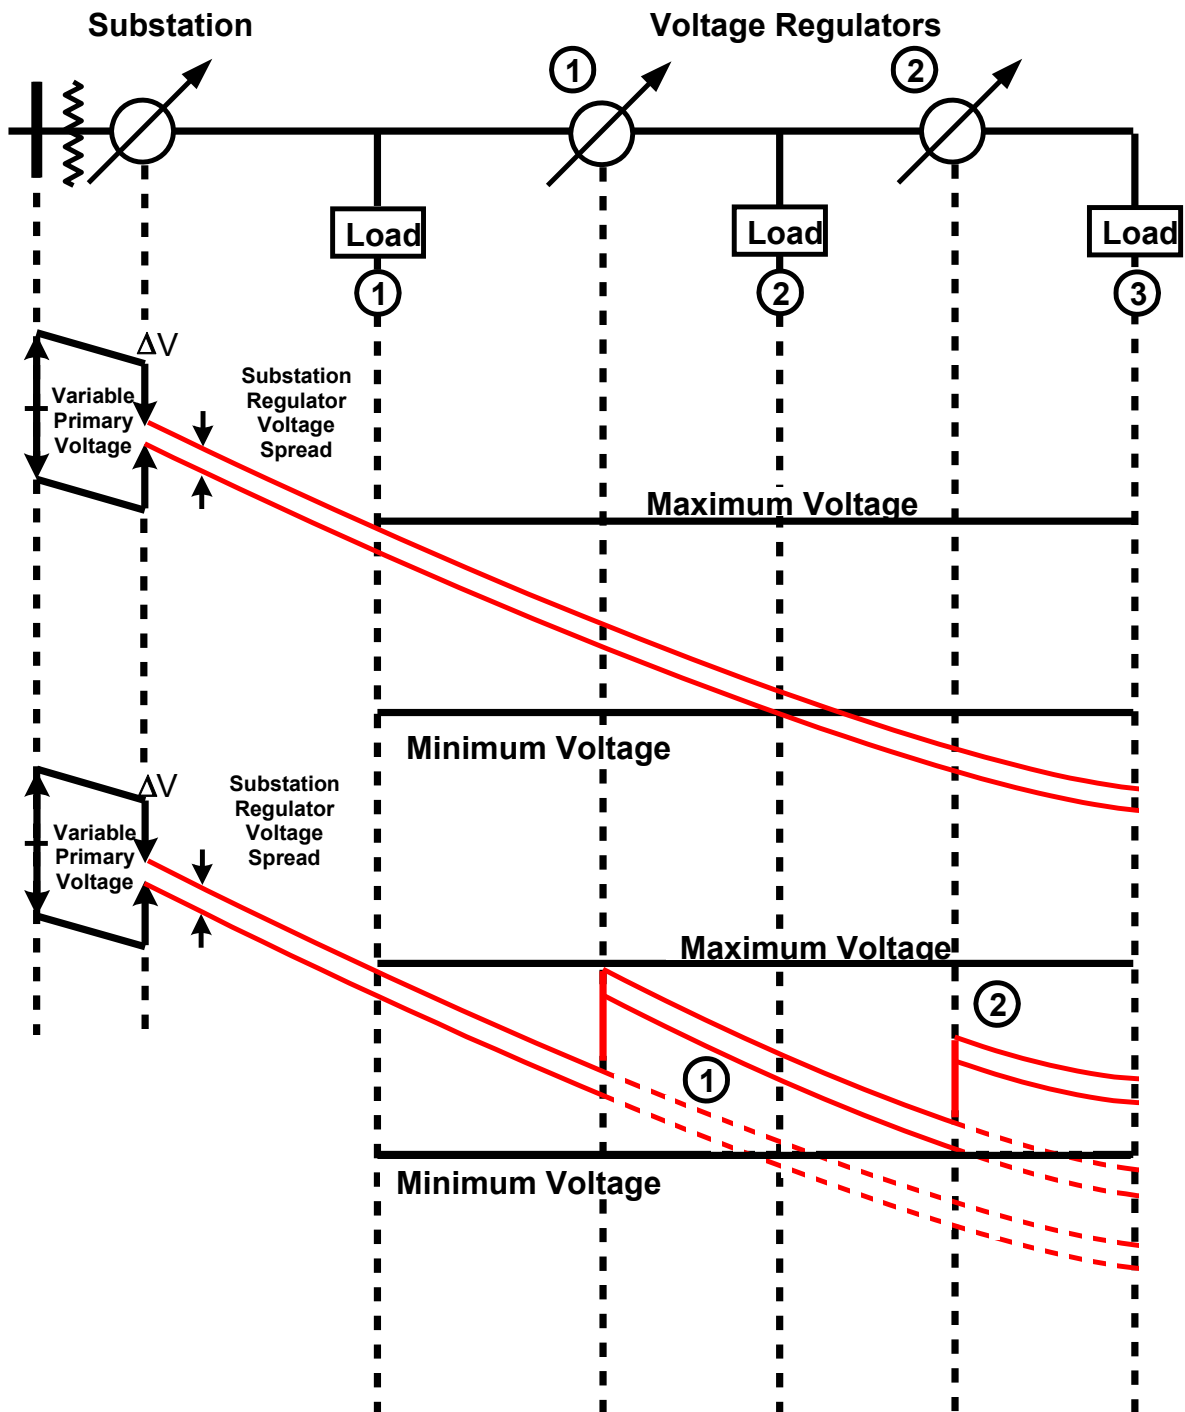 Substation
Voltage Regulators
1
2
Load
Load
Load
1
2
3
ΔV
Variable
Primary
Voltage
Substation
Regulator
Voltage
Spread
Maximum Voltage
Minimum Voltage
ΔV
Variable
Primary
Voltage
Substation
Regulator
Voltage
Spread
Maximum Voltage
2
1
Minimum Voltage